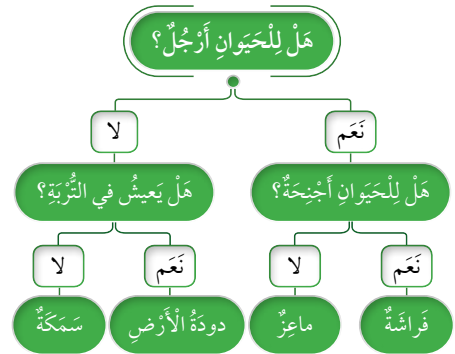 هَلْ لِلْحَيَوانِ أَرْجُلٌ؟
نَعَم
لا
هَلْ لِلْحَيَوانِ أَجْنِحَةٌ؟
هَلْ يَعيشُ في التُّرْبَةِ؟
نَعَم
لا
نَعَم
لا
فَراشَةٌ
ماعِزٌ
دودَةُ الْأَرْضِ
سَمَكَةٌ